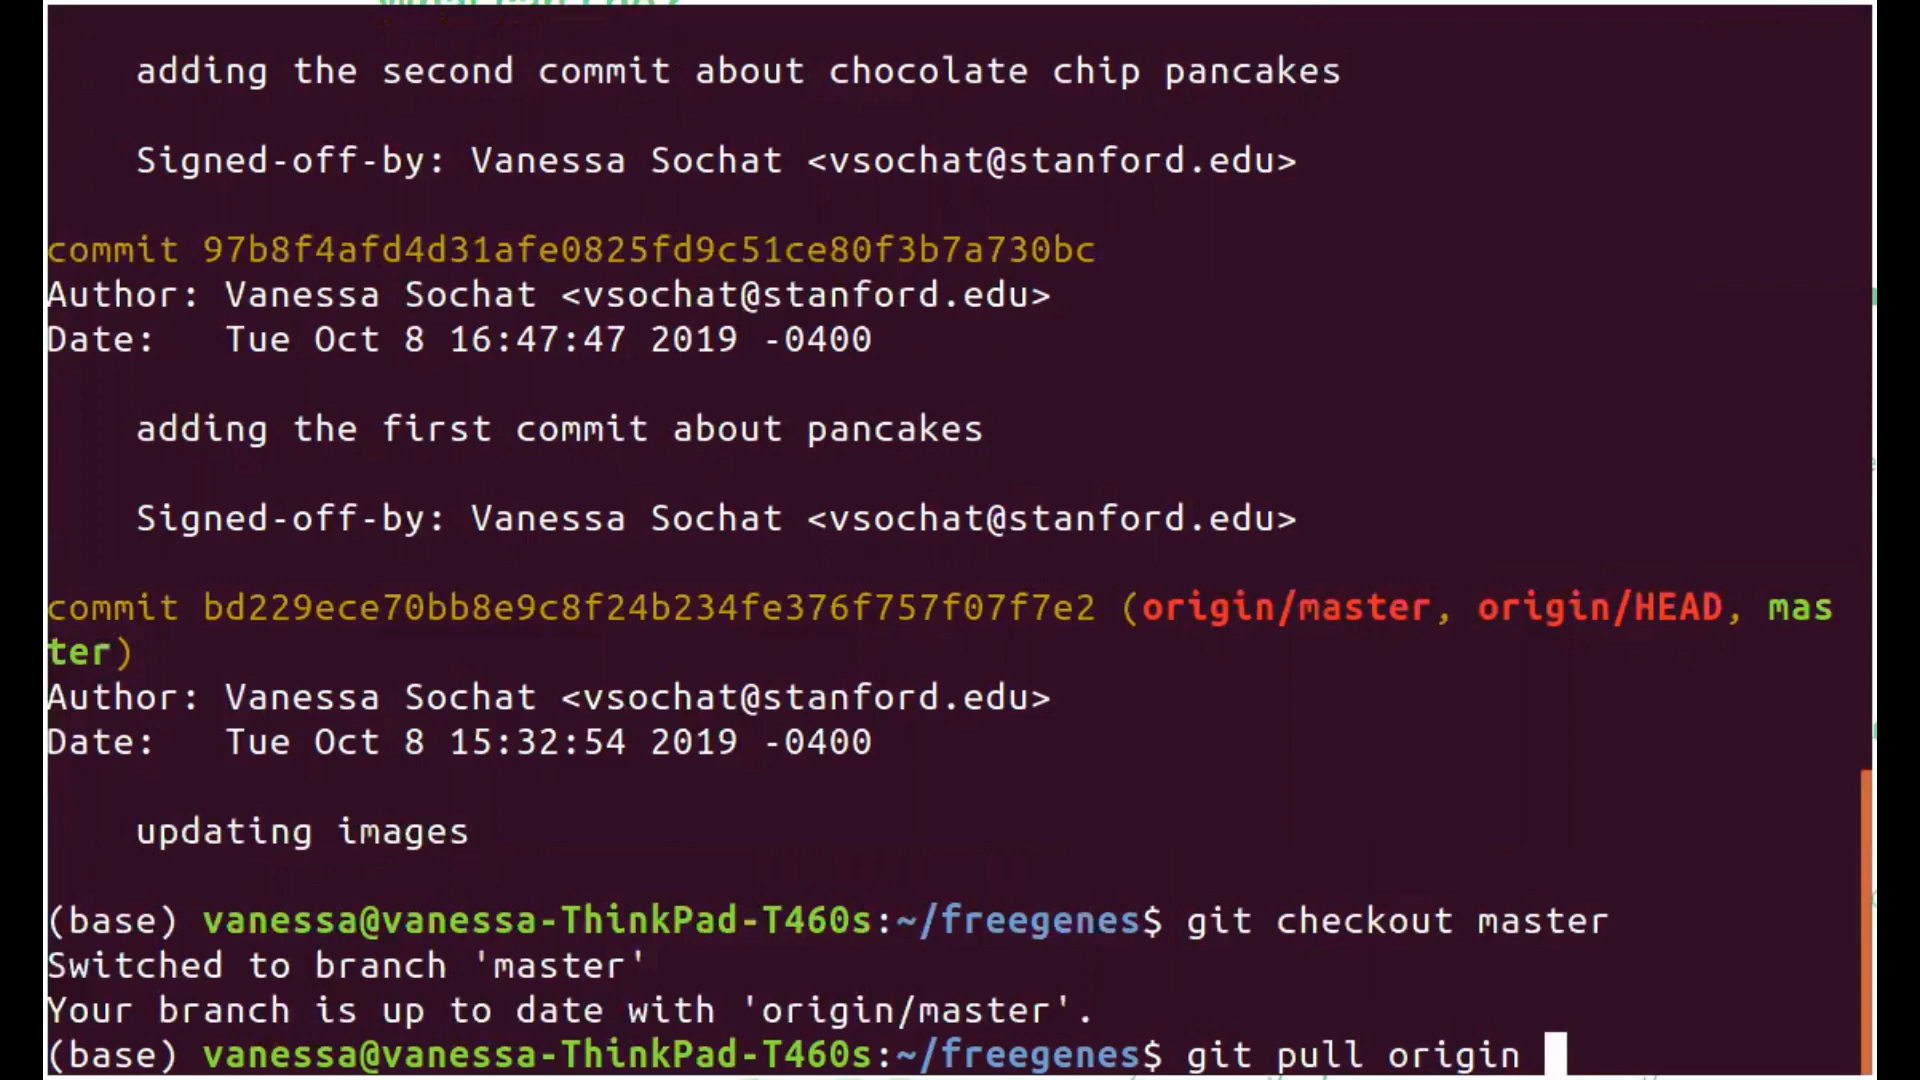 adding the second commit about chocolate chip pancakes
Signed-off-by: Vanessa Sochat <vsochat@stanford.edu>
commit 97b8f4afd4d31afe0825fd9c51ce80f3b7a730bc
Author: Vanessa Sochat <vsochat@stanford.edu>
Date:   Tue Oct 8 16:47:47 2019 -0400
adding the first commit about pancakes
Signed-off-by: Vanessa Sochat <vsochat@stanford.edu>
commit bd229ece70bb8e9c8f24b234fe376f757f07f7e2 (origin/master, origin/HEAD, mas
ter)
Author: Vanessa Sochat <vsochat@stanford.edu>
Date:   Tue Oct 8 15:32:54 2019 -0400
updating images
(base) vanessa@vanessa-ThinkPad-T460s:~/freegenes$ git checkout master
Switched to branch 'master'
Your branch is up to date with 'origin/master'.
(base) vanessa@vanessa-ThinkPad-T460s:~/freegenes$ git pull origin